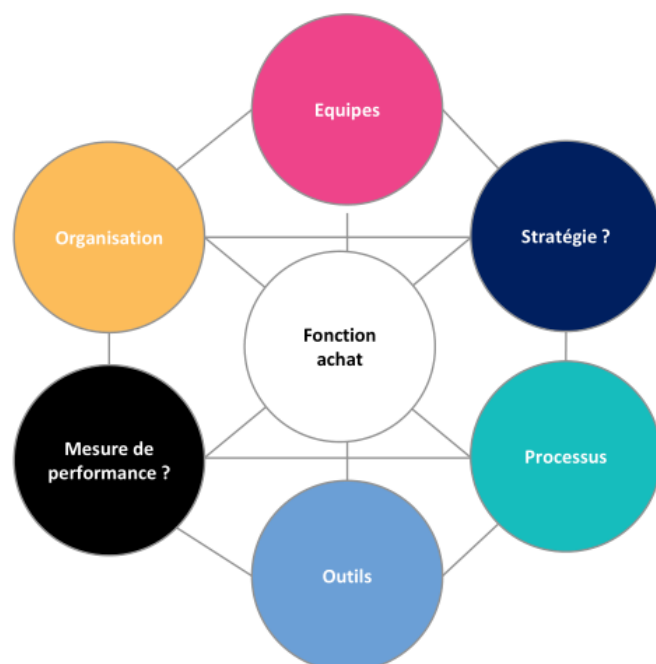 Equipes
Organisation
Stratégie ?
Fonction
achat
Mesure de
performance ?
Processus
Outils